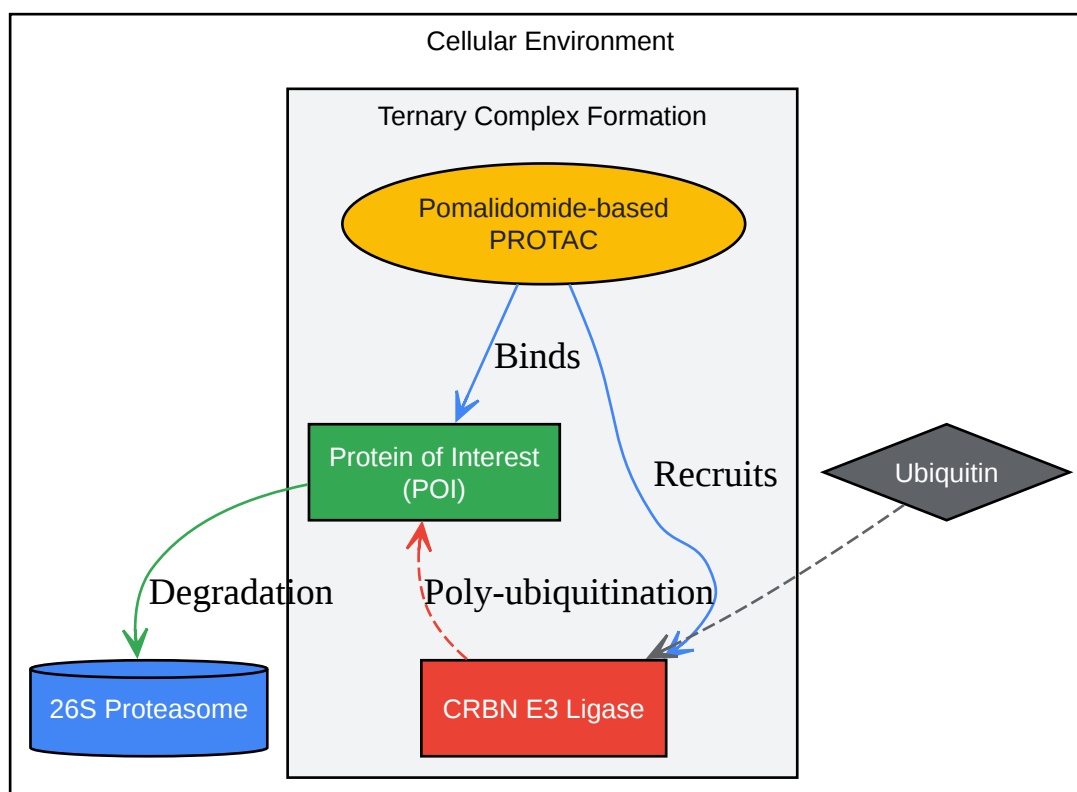 Cellular Environment
Ternary Complex Formation
Pomalidomide-based
PROTAC
Binds
Protein of Interest
(POI)
Recruits
Ubiquitin
Degradation
Poly-ubiquitination
26S Proteasome
CRBN E3 Ligase